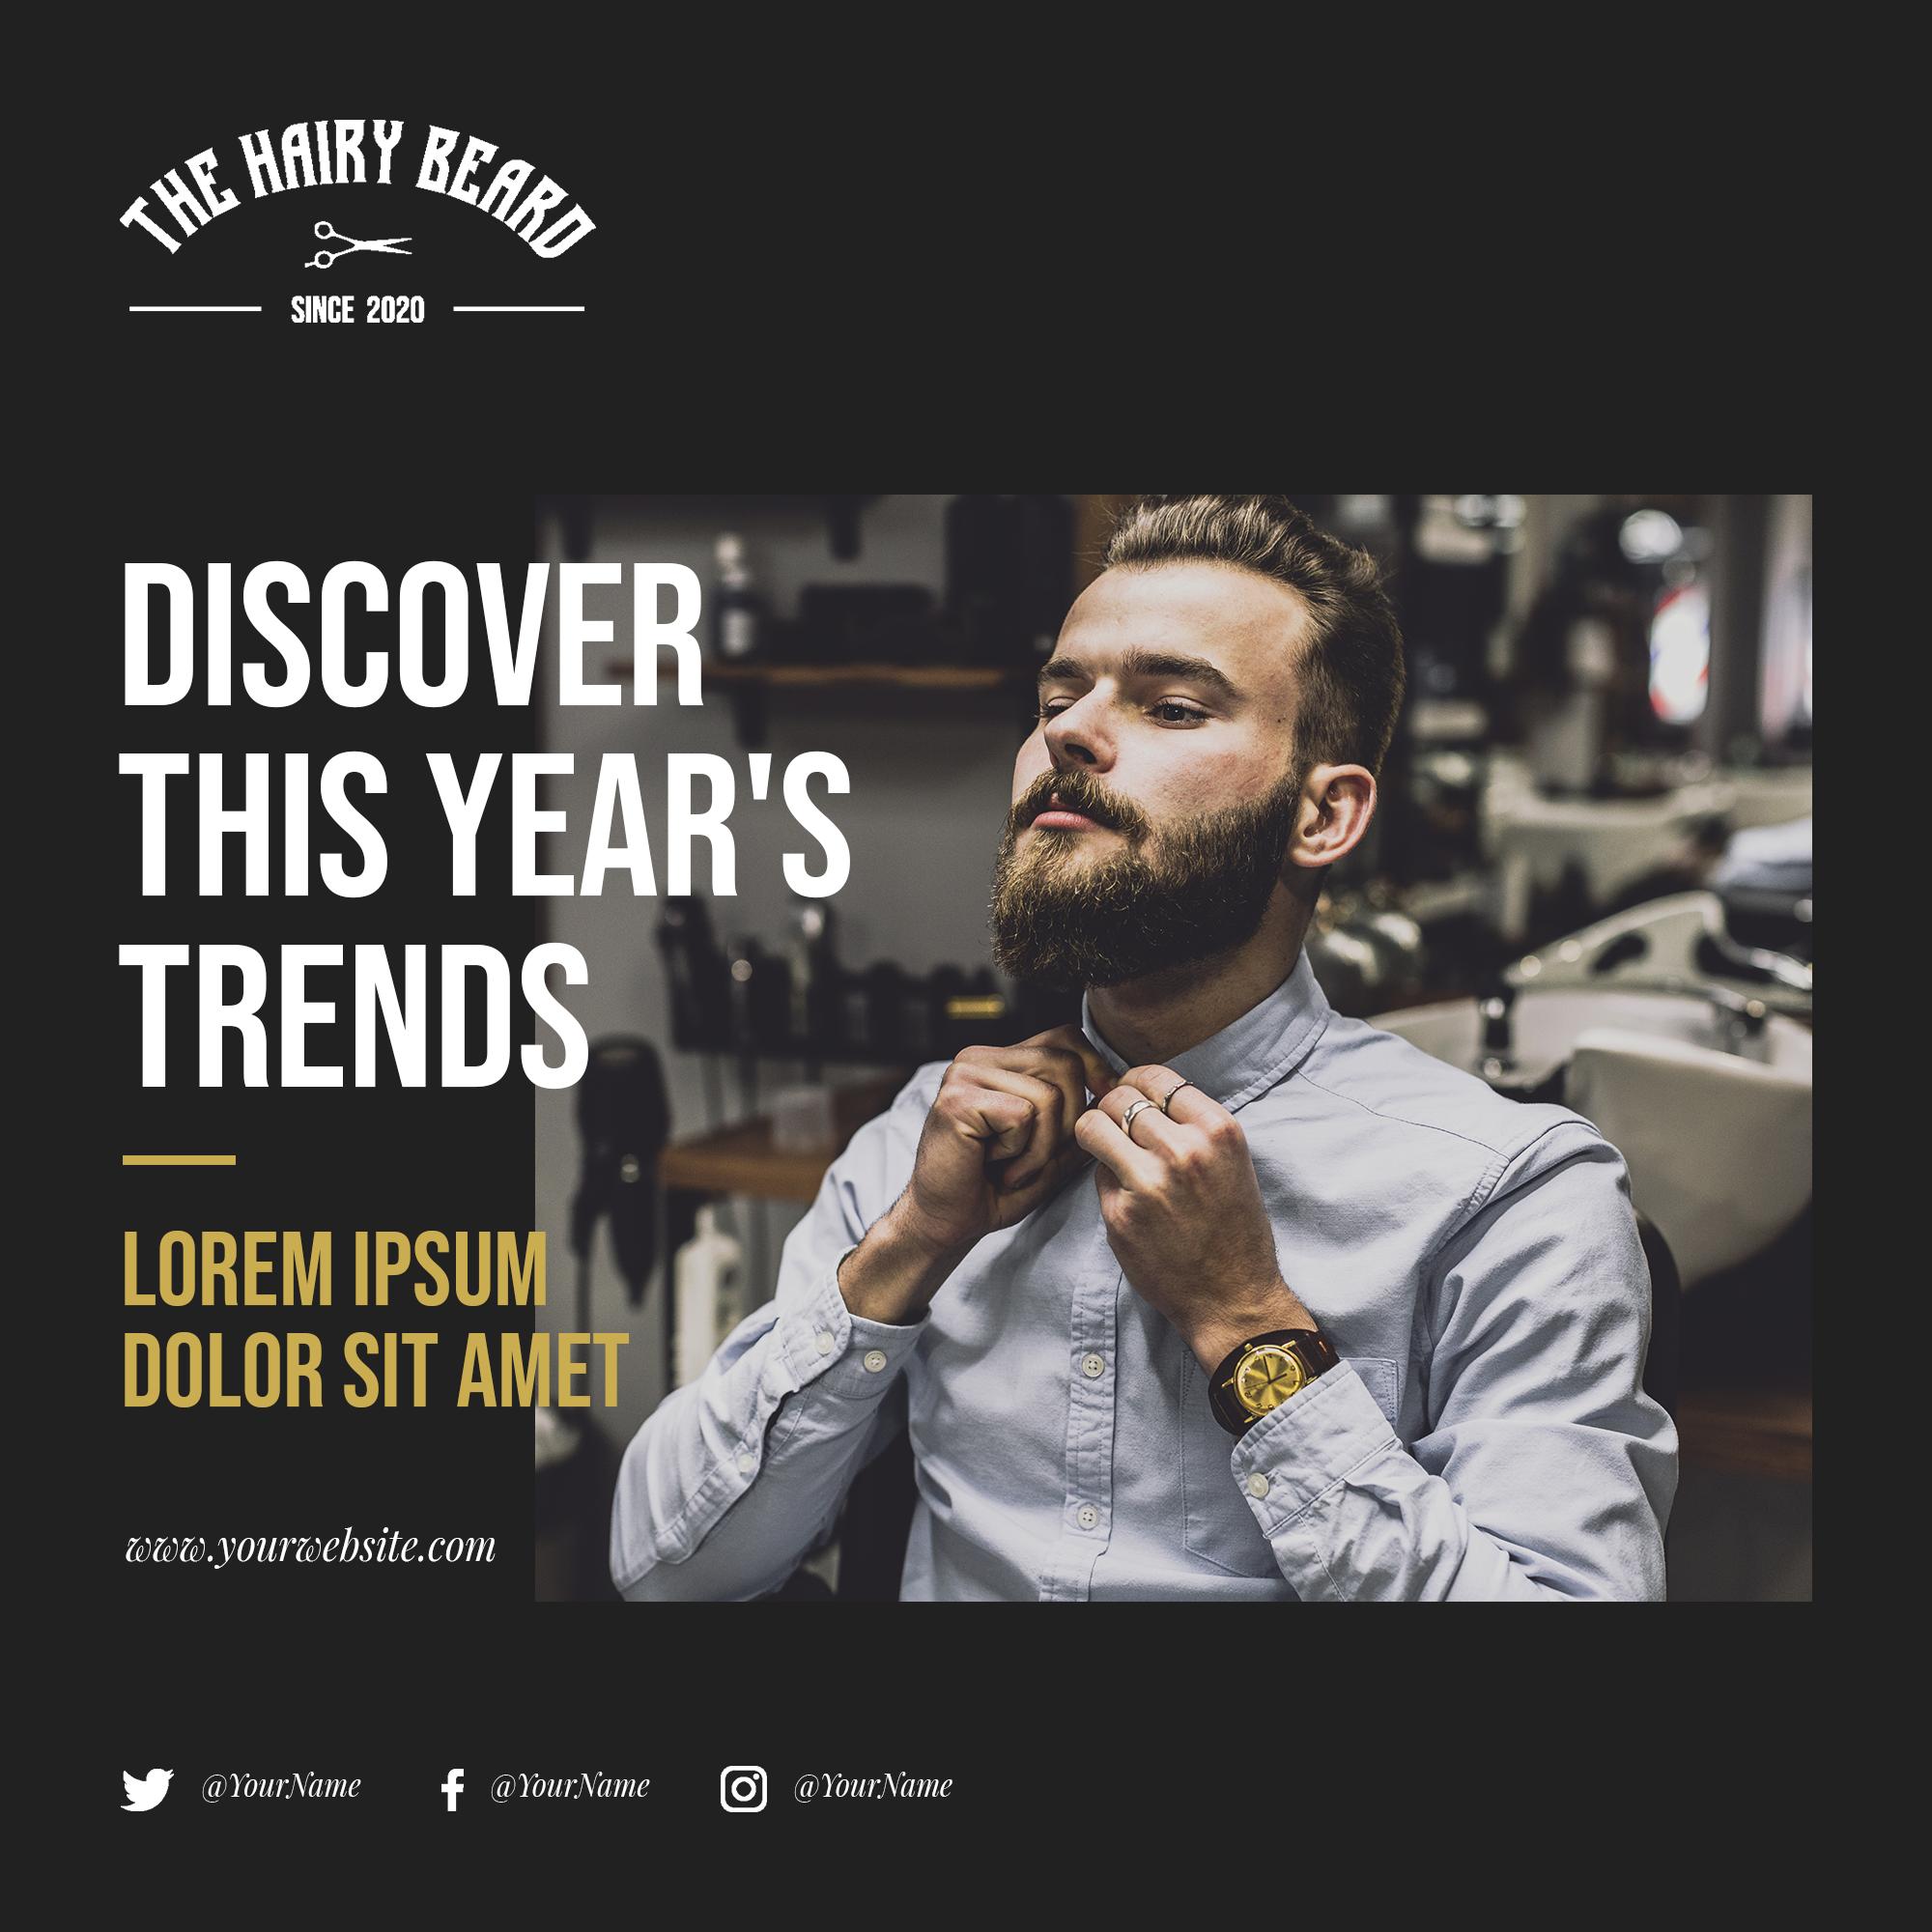 THE HAIRY BEARD
SINCE 2020
DISCOVER
THIS YEAR'S
TRENDS
LOREM IPSUM
DOLOR SIT AMET
www.yourwebsite.com
@YourName @YourName @YourName